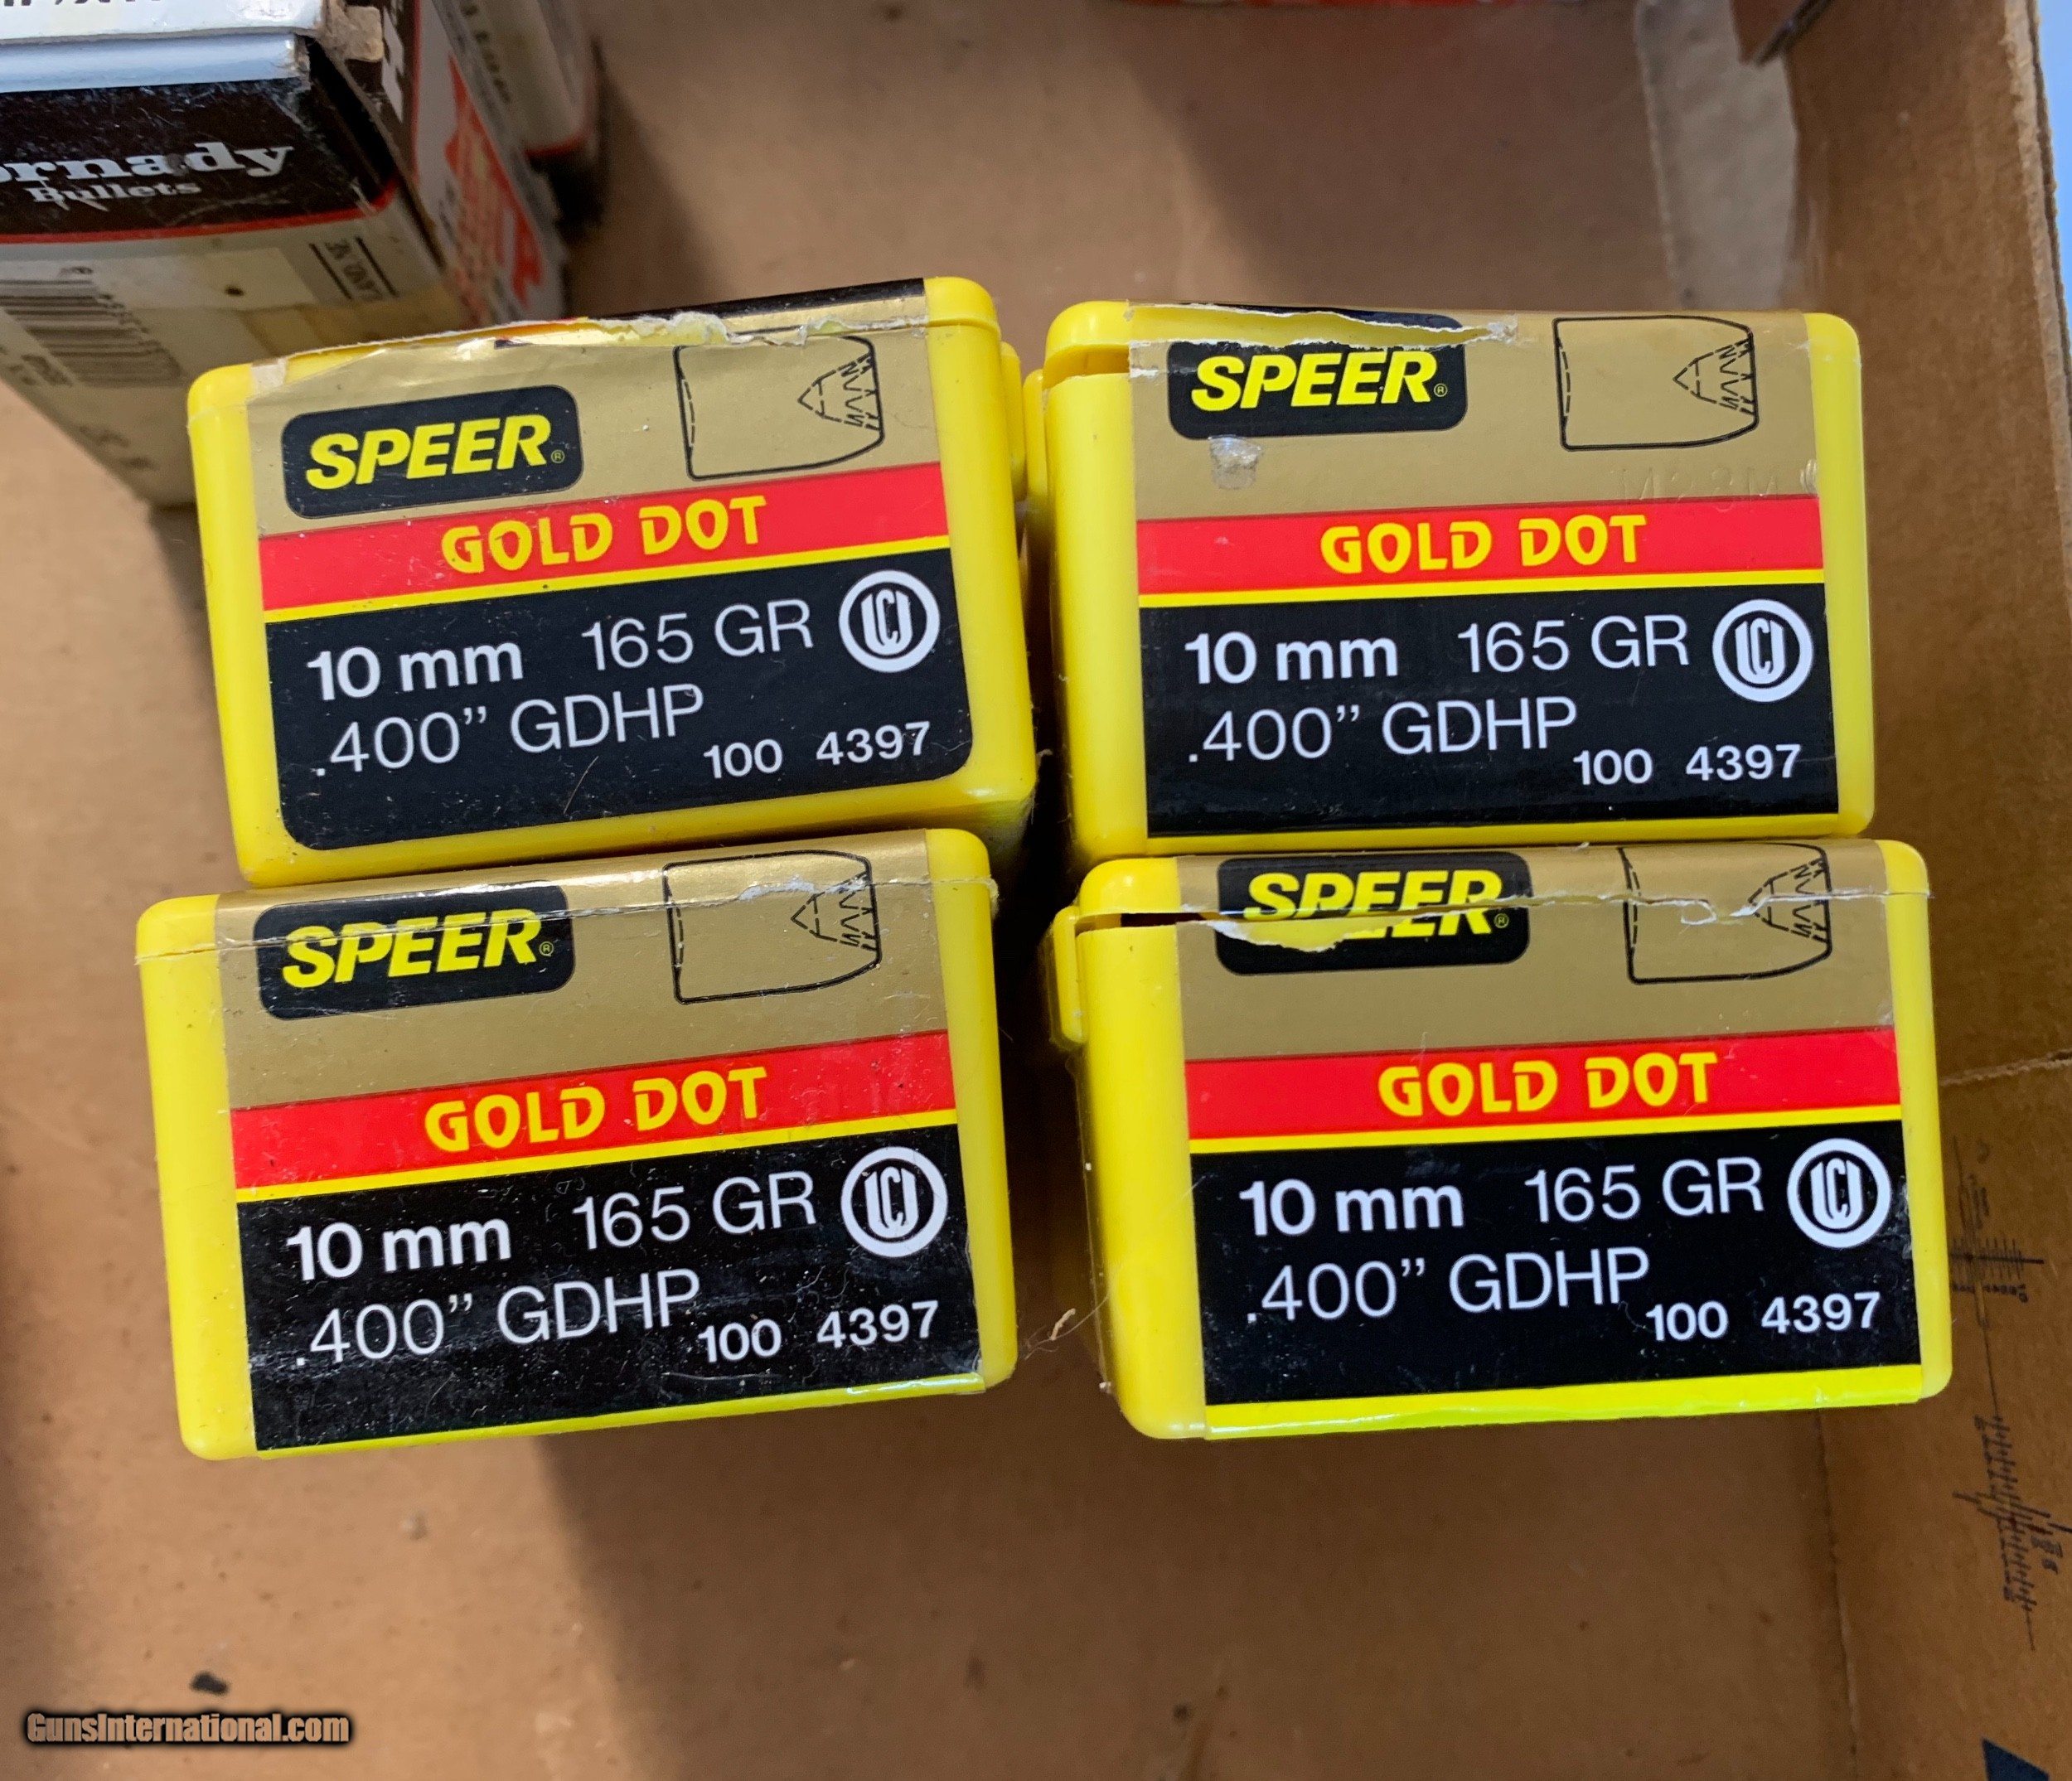 Bullets
SPEER®
GOLD DOT
10 mm 165 GR
.400” GDHP
100 4397
SPEER®
GOLD DOT
10 mm 165 GR
.400” GDHP
100 4397
SPEER®
GOLD DOT
10 mm 165 GR
.400” GDHP
100 4397
SPEER®
GOLD DOT
10 mm 165 GR
.400” GDHP
100 4397
GunsInternational.com